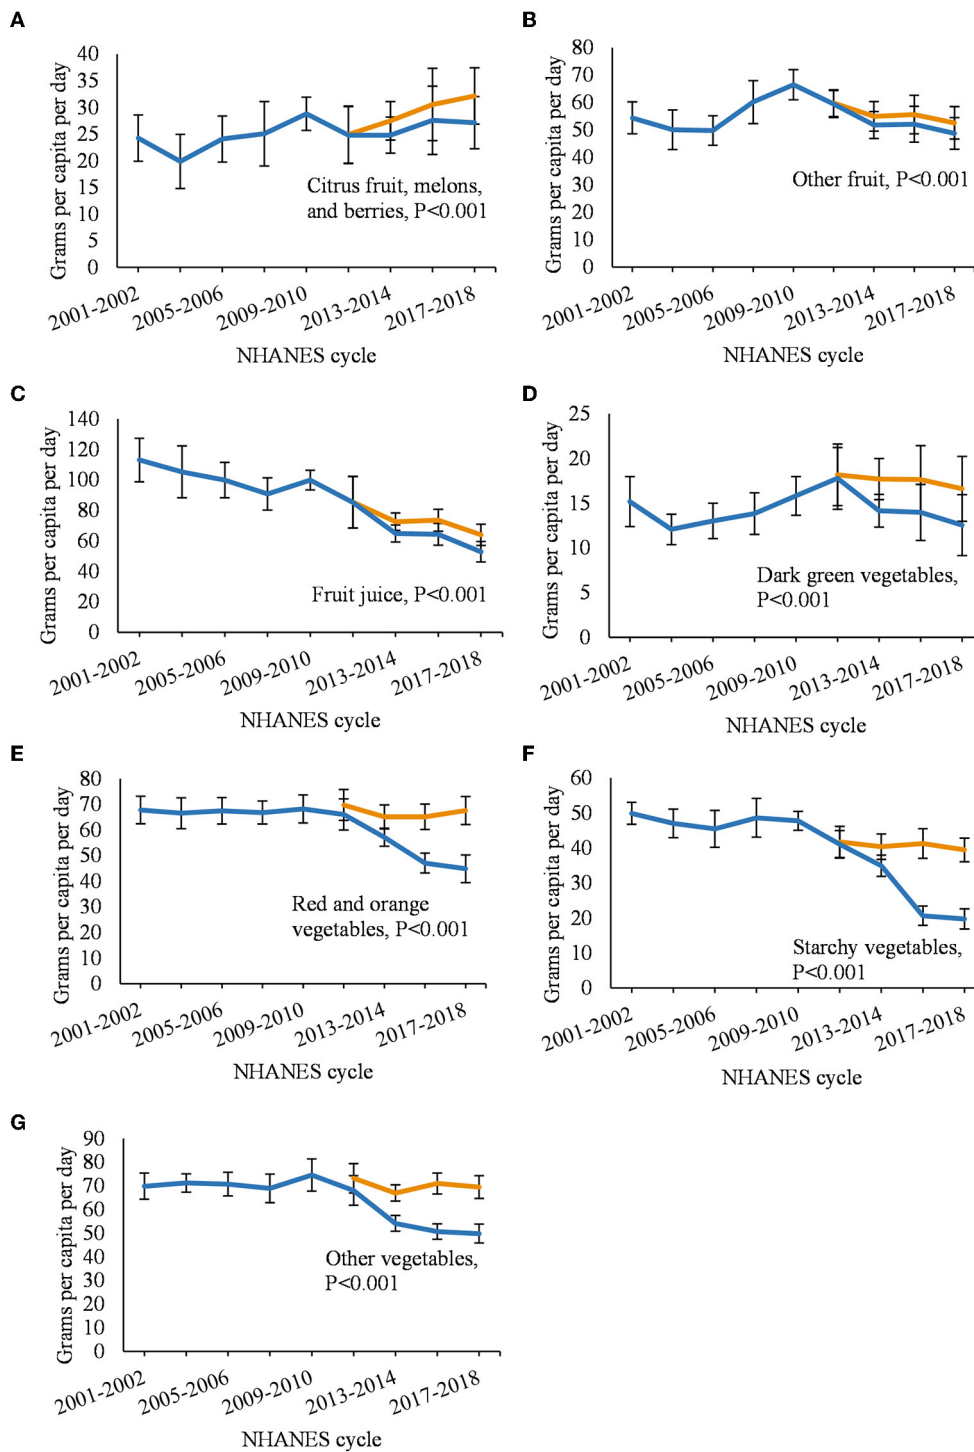 A
Grams per capita per day
40
35
30
25
20
15
10
5
0
Citrus fruit, melons,
and berries, P<0.001
2001-2002
2005-2006
2009-2010
2013-2014
2017-2018
NHANES cycle
B
Grams per capita per day
80
70
60
50
40
30
20
10
0
Other fruit, P<0.001
2001-2002
2005-2006
2009-2010
2013-2014
2017-2018
NHANES cycle
C
Grams per capita per day
140
120
100
80
60
40
20
0
Fruit juice, P<0.001
2001-2002
2005-2006
2009-2010
2013-2014
2017-2018
NHANES cycle
D
Grams per capita per day
25
20
15
10
5
0
Dark green vegetables,
P<0.001
2001-2002
2005-2006
2009-2010
2013-2014
2017-2018
NHANES cycle
E
Grams per capita per day
80
70
60
50
40
30
20
10
0
Red and orange
vegetables, P<0.001
2001-2002
2005-2006
2009-2010
2013-2014
2017-2018
NHANES cycle
F
Grams per capita per day
60
50
40
30
20
10
0
Starchy vegetables,
P<0.001
2001-2002
2005-2006
2009-2010
2013-2014
2017-2018
NHANES cycle
G
Grams per capita per day
90
80
70
60
50
40
30
20
10
0
Other vegetables,
P<0.001
2001-2002
2005-2006
2009-2010
2013-2014
2017-2018
NHANES cycle